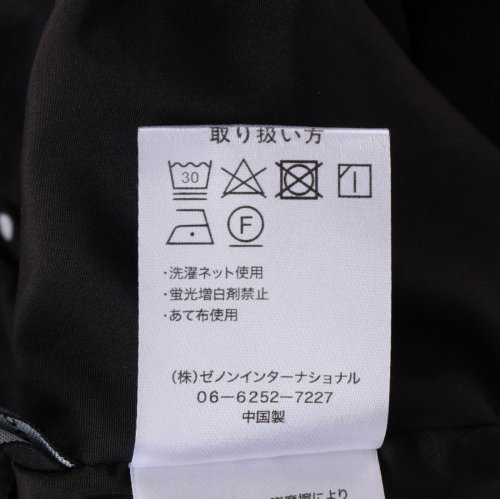 取り扱い方
30
F
・洗濯ネット使用
・蛍光増白剤禁止
・あて布使用
(株)ゼノンインターナショナル
06-6252-7227
中国製